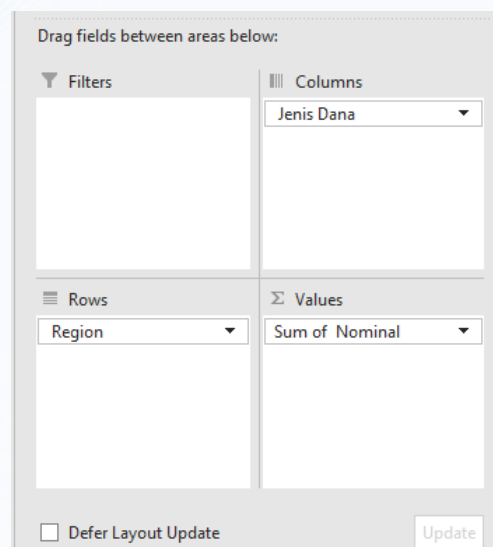 Drag fields between areas below:
Filters
Columns
Jenis Dana
Rows
Σ Values
Region
Sum of Nominal
Defer Layout Update
Update